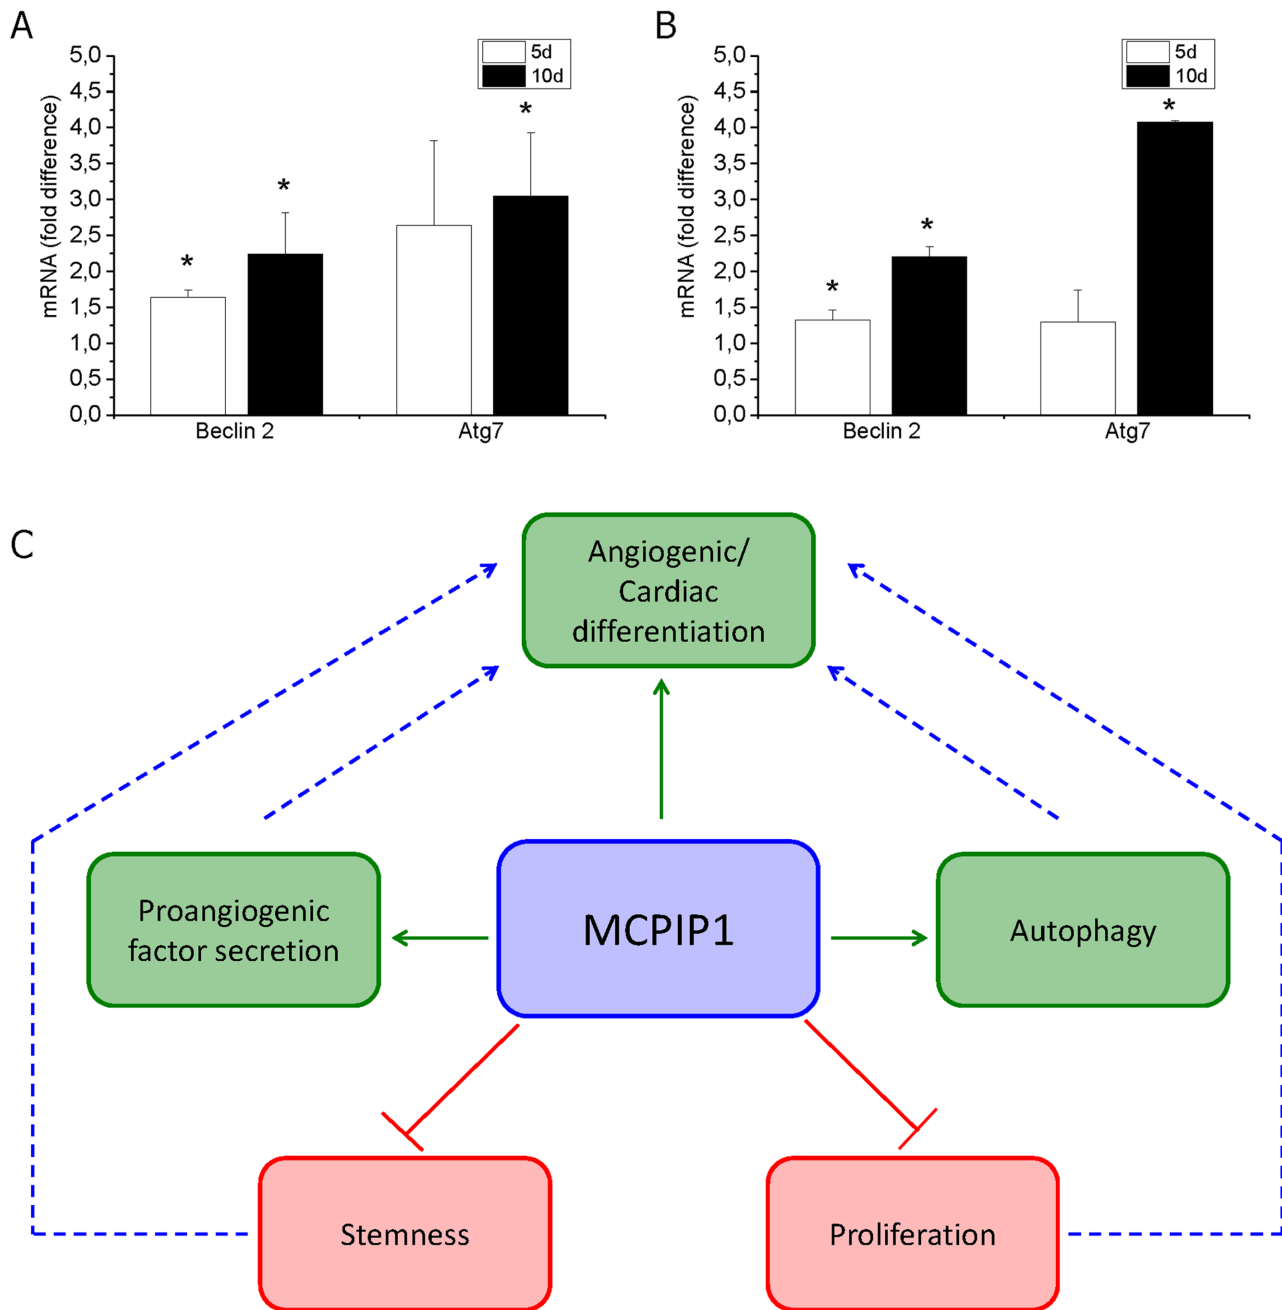 A
mRNA (fold difference)
5,0
4,5
4,0
3,5
3,0
2,5
2,0
1,5
1,0
0,5
0,0
5d
10d
*
*
*
Beclin 2
Atg7
B
mRNA (fold difference)
5,0
4,5
4,0
3,5
3,0
2,5
2,0
1,5
1,0
0,5
0,0
5d
10d
*
*
*
Beclin 2
Atg7
C
Angiogenic/
Cardiac
differentiation
Proangiogenic
factor secretion
MCPIP1
Autophagy
Stemness
Proliferation